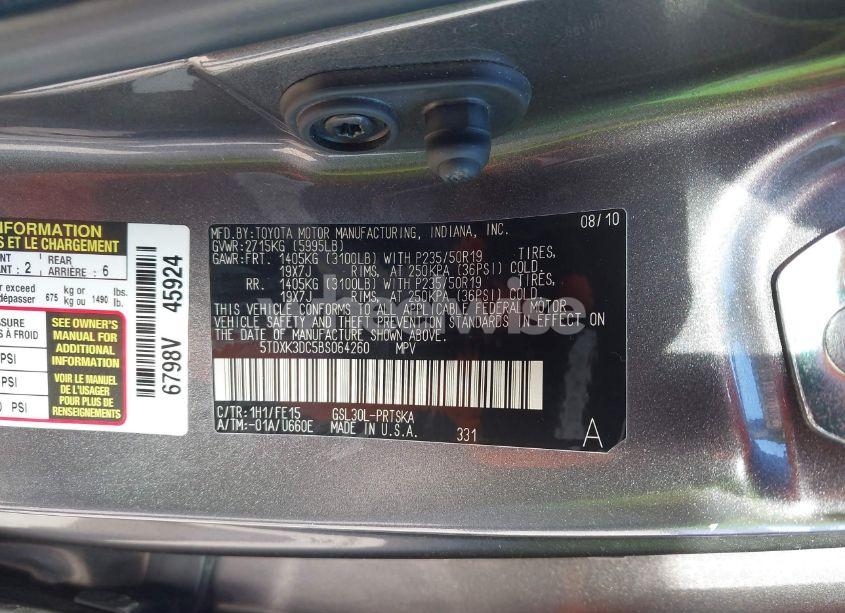 INFORMATION
S ET LE CHARGEMENT
ANT: 2 REAR ARRIÈRE: 6
er exceed
dépasser 675 kg or kg ou 1490 lbs. lb.
SSURE
S À FROID
PSI
PSI
0 PSI
SEE OWNER'S
MANUAL FOR
ADDITIONAL
INFORMATION
VOIR LE MANUEL
DE L'USAGER
POUR PLUS DE
RENSEIGNEMENTS
6798V 45924
08/10
MFD.BY:TOYOTA MOTOR MANUFACTURING, INDIANA, INC.
GVWR:2715KG (5995LB)
GAWR:FRT. 1405KG (3100LB) WITH P235/50R19 TIRES,
19X7J RIMS, AT 250KPA (36PSI) COLD
RR. 1405KG (3100LB) WITH P235/50R19 TIRES,
19X7J RIMS, AT 250KPA (36PSI) COLD
THIS VEHICLE CONFORMS TO ALL APPLICABLE FEDERAL MOTOR
VEHICLE SAFETY AND THEFT PREVENTION STANDARDS IN EFFECT ON
THE DATE OF MANUFACTURE SHOWN ABOVE.
5TDXK3DC5BS064260 MPV
C/TR:1H1/FE15 GSL30L-PRTSKA
A/TM:-01A/U660E MADE IN U.S.A. 331
A
wheelwise